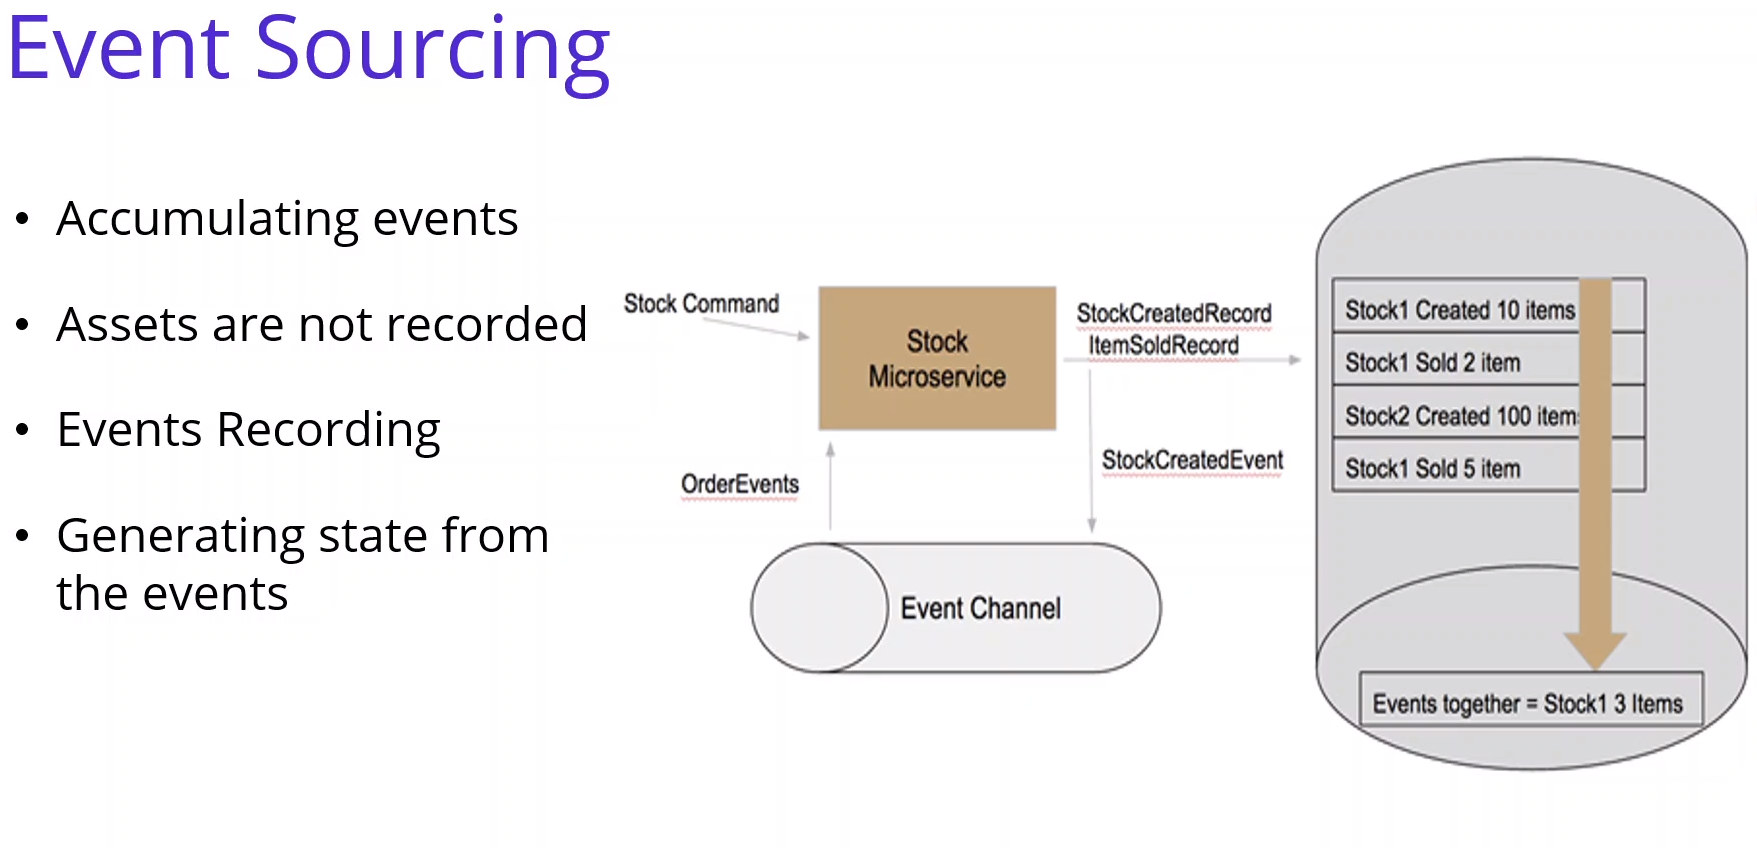 Event Sourcing
• Accumulating events
• Assets are not recorded
• Events Recording
• Generating state from
the events
Stock Command
Stock
Microservice
StockCreatedRecord
ItemSoldRecord
OrderEvents
StockCreatedEvent
Event Channel
Stock1 Created 10 items
Stock1 Sold 2 item
Stock2 Created 100 item
Stock1 Sold 5 item
Events together = Stock1 3 Items